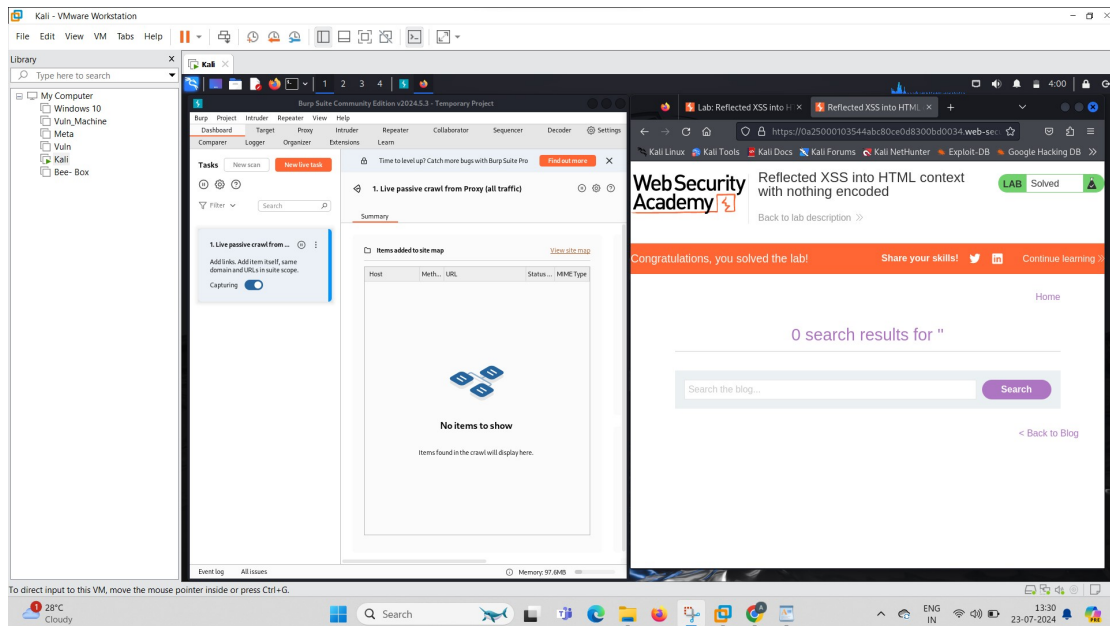 Kali - VMware Workstation
File Edit View VM Tabs Help
Library
Type here to search
My Computer
Windows 10
Vuln_Machine
Meta
Vuln
Kali
Bee- Box
Kali
1 2 3 4
4:00
Burp Suite Community Edition v2024.5.3 - Temporary Project
Burp Project Intruder Repeater View Help
Dashboard Target Proxy Intruder Repeater Collaborator Sequencer Decoder Settings
Comparer Logger Organizer Extensions Learn
Tasks New scan New live task
Time to level up? Catch more bugs with Burp Suite Pro Find out more
1. Live passive crawl from Proxy (all traffic)
Filter Search
Summary
1. Live passive crawl from ...
Add links. Add item itself, same
domain and URLs in suite scope.
Capturing
Items added to site map View site map
Host Meth... URL Status ... MIME Type
No items to show
Items found in the crawl will display here.
Event log All issues
Memory: 97.6MB
Lab: Reflected XSS into H
Reflected XSS into HTML
https://0a25000103544abc80ce0d8300bd0034.web-sec
Kali Linux Kali Tools Kali Docs Kali Forums Kali NetHunter Exploit-DB Google Hacking DB
Web Security
Academy
Reflected XSS into HTML context
with nothing encoded
Back to lab description
LAB Solved
Congratulations, you solved the lab!
Share your skills!
Continue learning
Home
0 search results for ''
Search the blog...
Search
< Back to Blog
To direct input to this VM, move the mouse pointer inside or press Ctrl+G.
1
28°C
Cloudy
Search
ENG
IN
13:30
23-07-2024
PRE